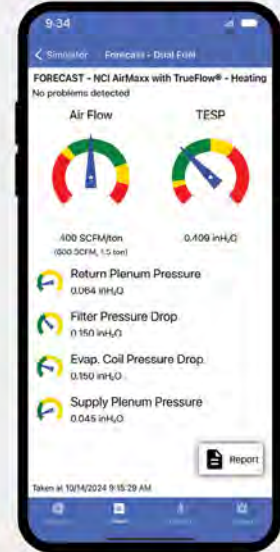 9:34
Simulator Forecast - Dual Fuel
FORECAST - NCI AirMaxx with TrueFlow® - Heating
No problems detected
Air Flow TESP
400 SCFM/ton 0.409 inH₂O
(600 SCFM, 1.5 ton)
Return Plenum Pressure
0.064 inH₂O
Filter Pressure Drop
0.150 inH₂O
Evap. Coil Pressure Drop
0.150 inH₂O
Supply Plenum Pressure
0.045 inH₂O
Report
Taken at 10/14/2024 9:15:29 AM